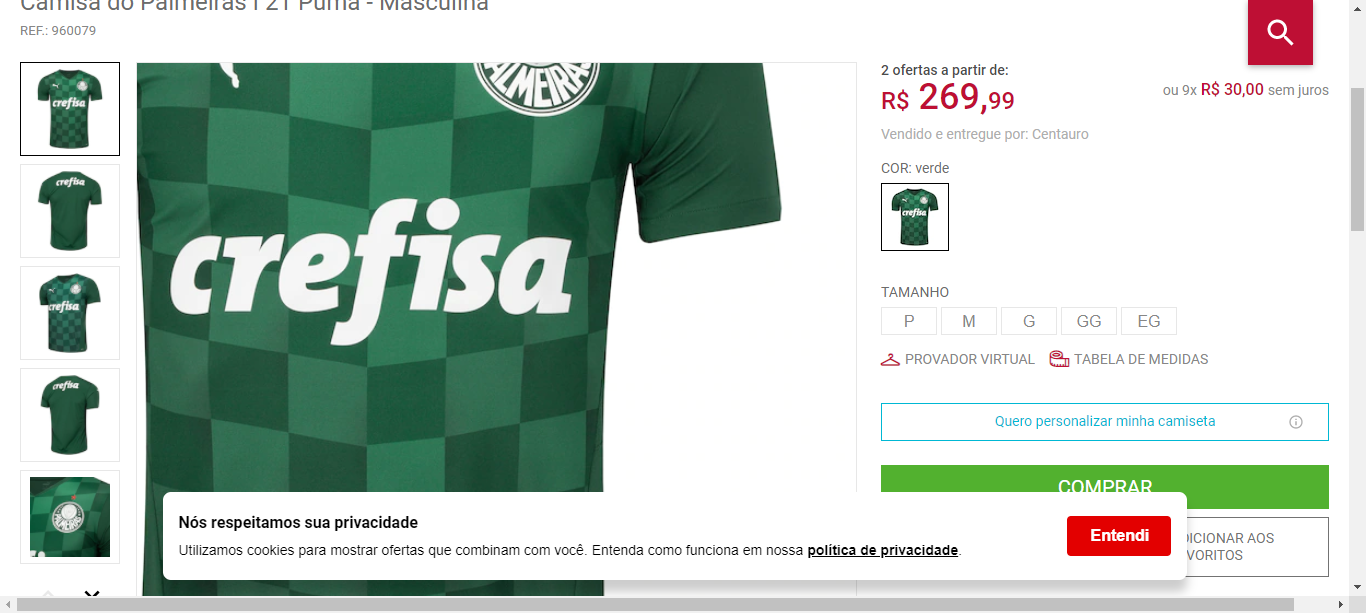 Camisa do Palmeiras I 21 Puma - Masculina
REF.: 960079
crefisa
crefisa
crefisa
crefisa
PALMEIRAS
ALMEIRAS
crefisa
2 ofertas a partir de:
R$ 269,99
ou 9x R$ 30,00 sem juros
Vendido e entregue por: Centauro
COR: verde
crefisa
TAMANHO
P M G GG EG
PROVADOR VIRTUAL TABELA DE MEDIDAS
Quero personalizar minha camiseta
COMPRAR
DICIONAR AOS
VORITOS
Nós respeitamos sua privacidade
Utilizamos cookies para mostrar ofertas que combinam com você. Entenda como funciona em nossa política de privacidade.
Entendi